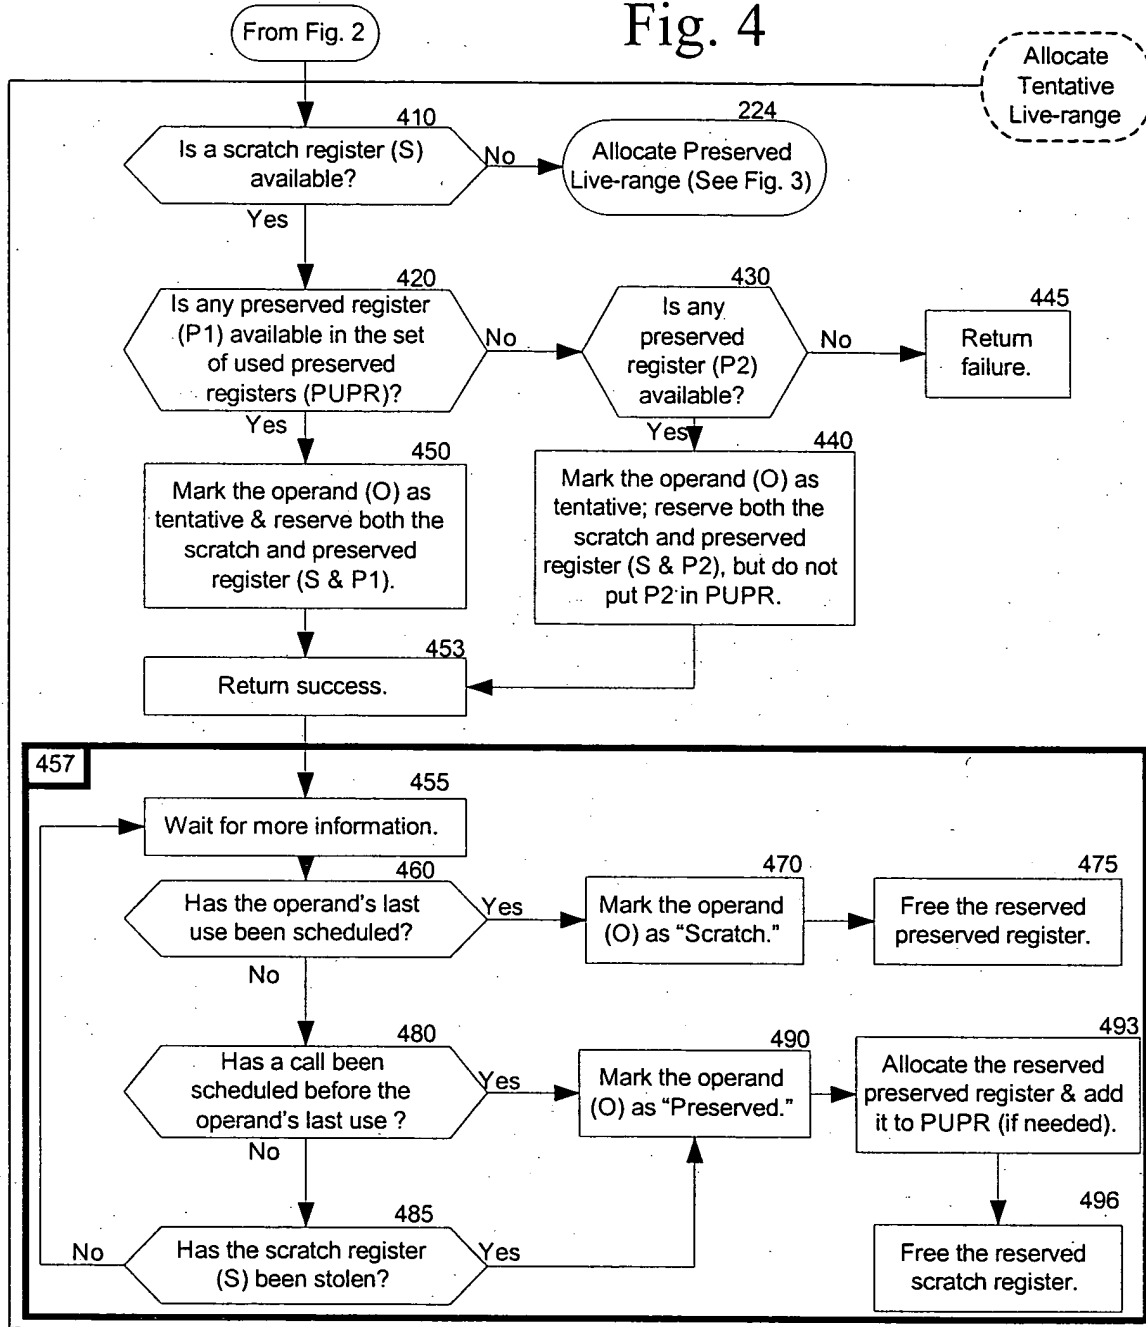 Fig. 4
From Fig. 2
Allocate
Tentative
Live-range
410
Is a scratch register (S)
available?
No
Yes
224
Allocate Preserved
Live-range (See Fig. 3)
420
Is any preserved register
(P1) available in the set
of used preserved
registers (PUPR)?
No
Yes
430
Is any
preserved
register (P2)
available?
No
Yes
445
Return
failure.
450
Mark the operand (O) as
tentative & reserve both the
scratch and preserved
register (S & P1).
440
Mark the operand (O) as
tentative; reserve both the
scratch and preserved
register (S & P2), but do not
put P2 in PUPR.
453
Return success.
457
455
Wait for more information.
460
Has the operand's last
use been scheduled?
Yes
No
470
Mark the operand
(O) as "Scratch."
475
Free the reserved
preserved register.
480
Has a call been
scheduled before the
operand's last use ?
Yes
No
490
Mark the operand
(O) as "Preserved."
493
Allocate the reserved
preserved register & add
it to PUPR (if needed).
485
Has the scratch register
(S) been stolen?
No
Yes
496
Free the reserved
scratch register.